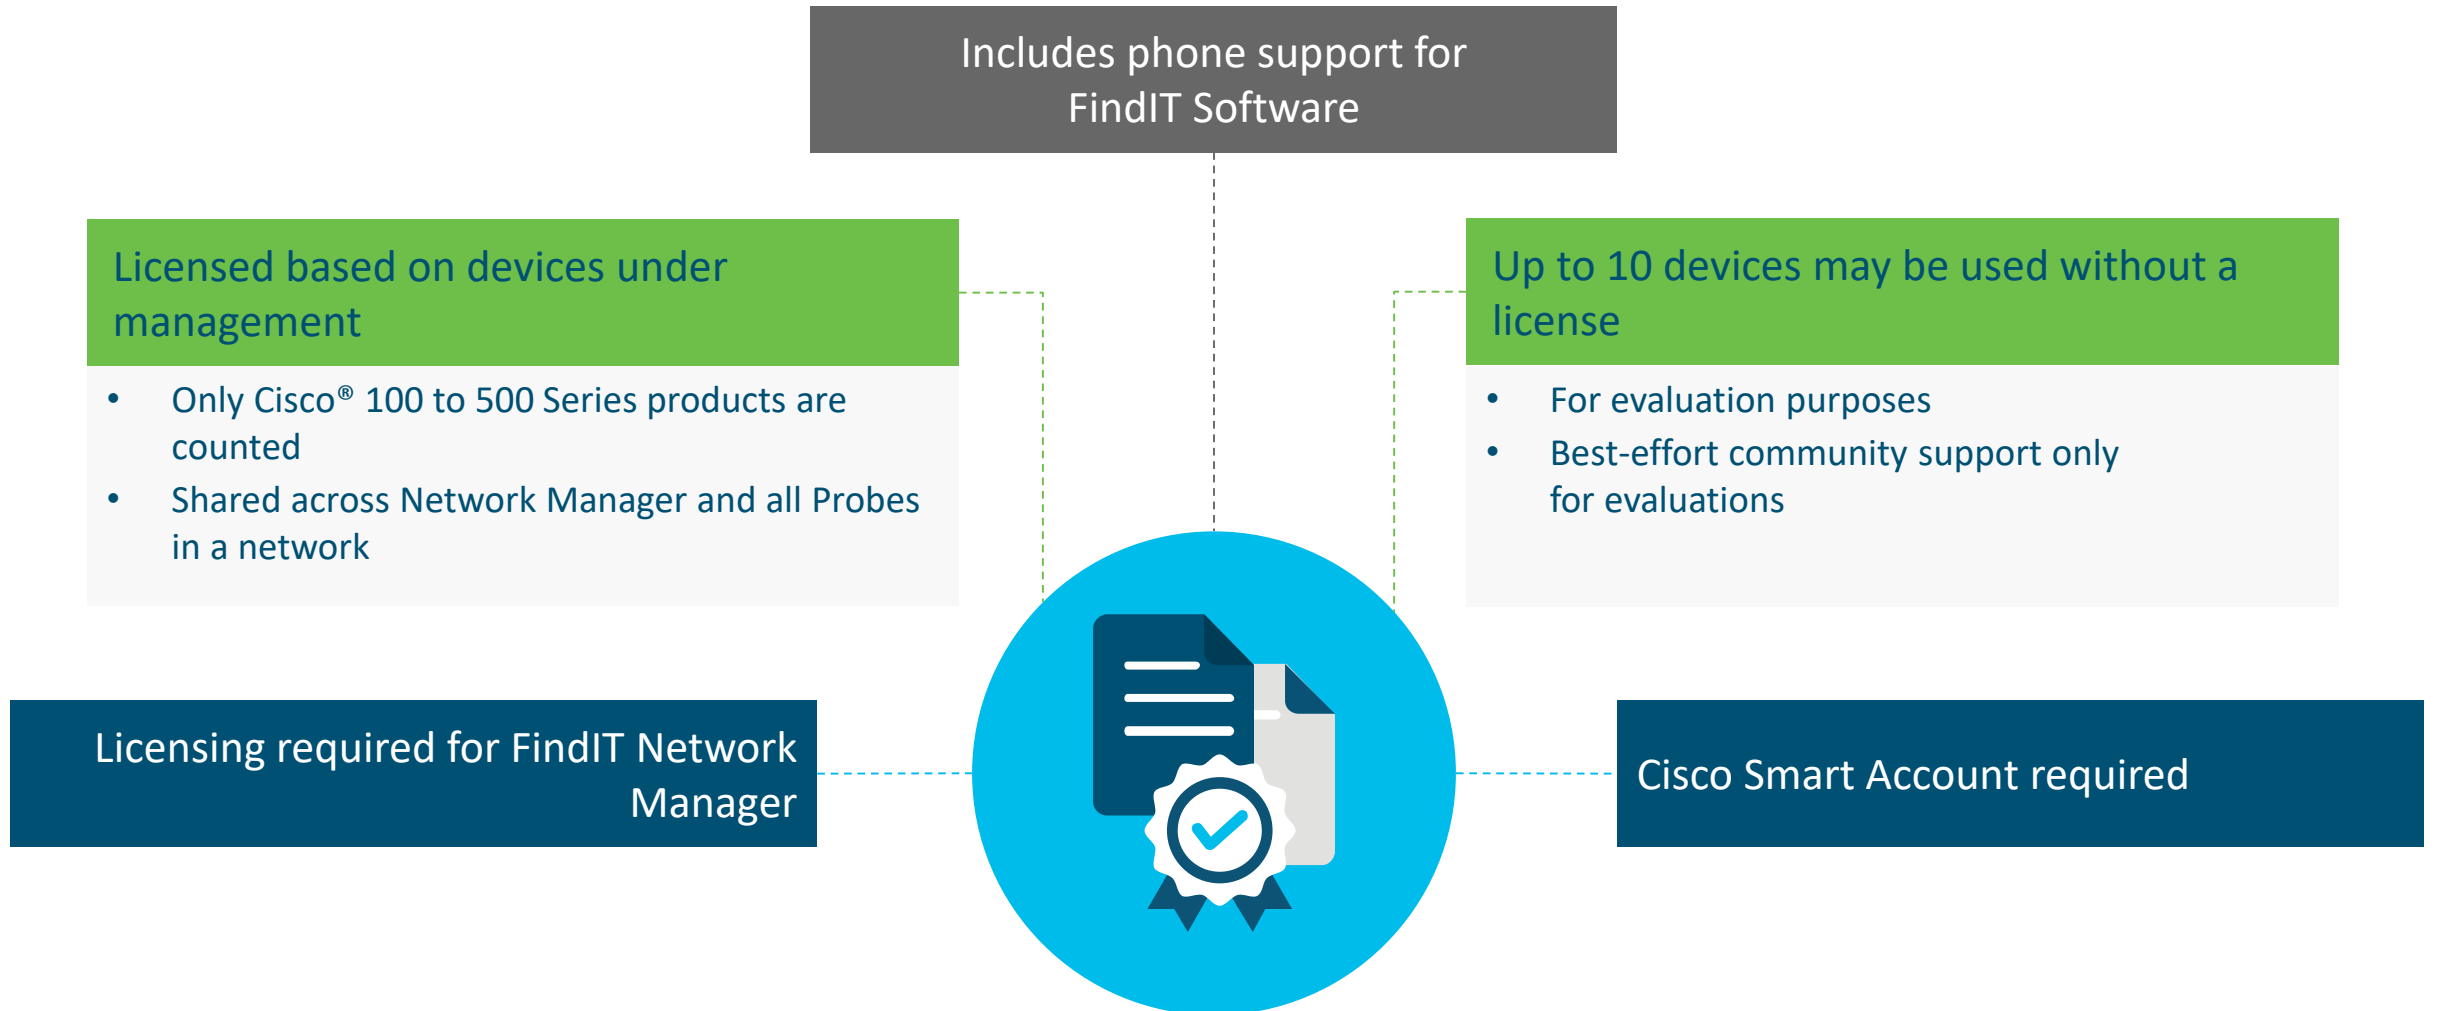 Includes phone support for
FindIT Software
Licensed based on devices under
management
• Only Cisco® 100 to 500 Series products are
counted
• Shared across Network Manager and all Probes
in a network
Up to 10 devices may be used without a
license
• For evaluation purposes
• Best-effort community support only
for evaluations
Licensing required for FindIT Network
Manager
Cisco Smart Account required